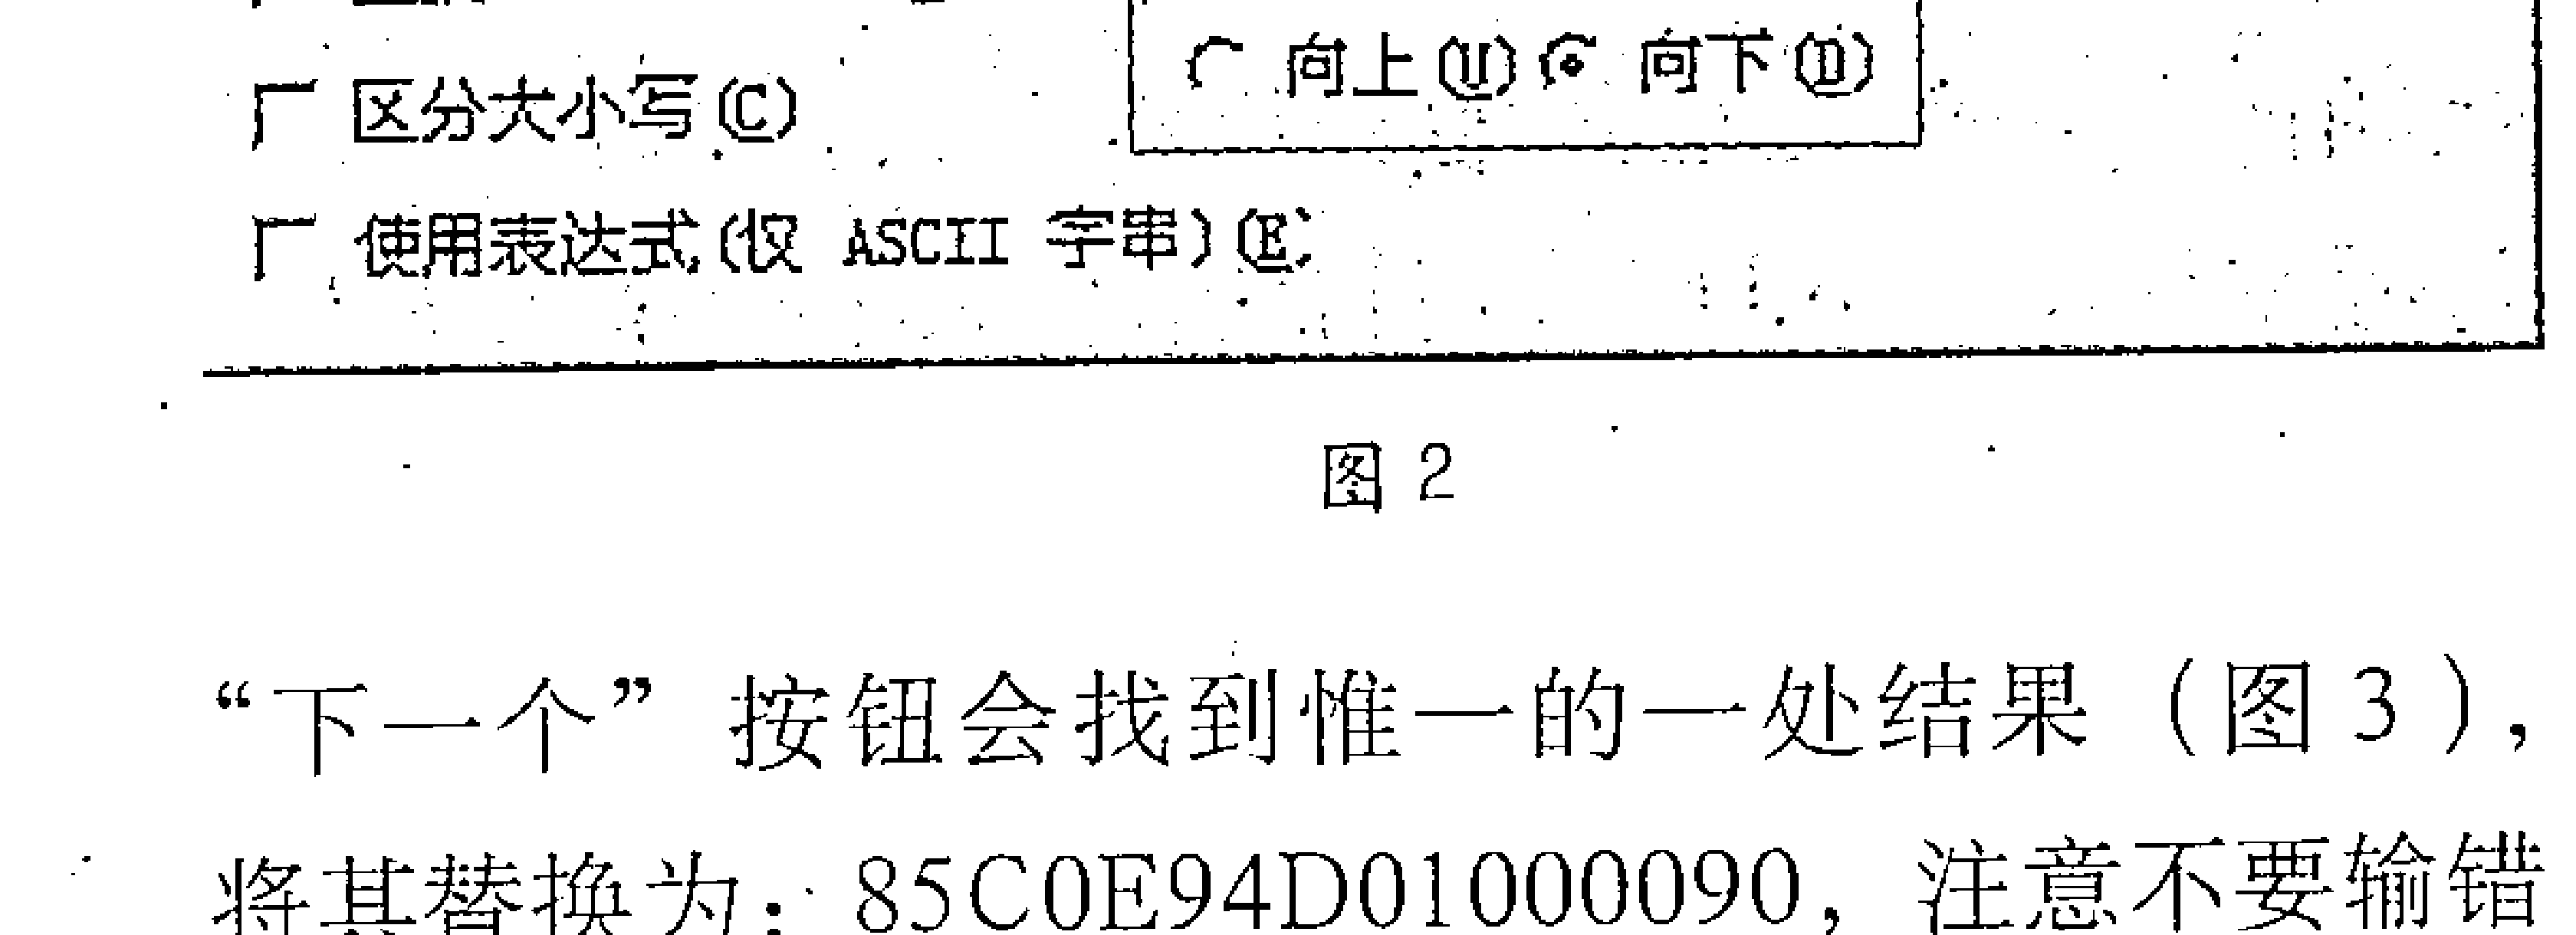 向上(U) 向下(D)
区分大小写(C)
使用表达式(仅 ASCII 字串)(E)
图 2
“下一个”按钮会找到惟一的一处结果(图3),
将其替换为:85C0E94D01000090,注意不要输错